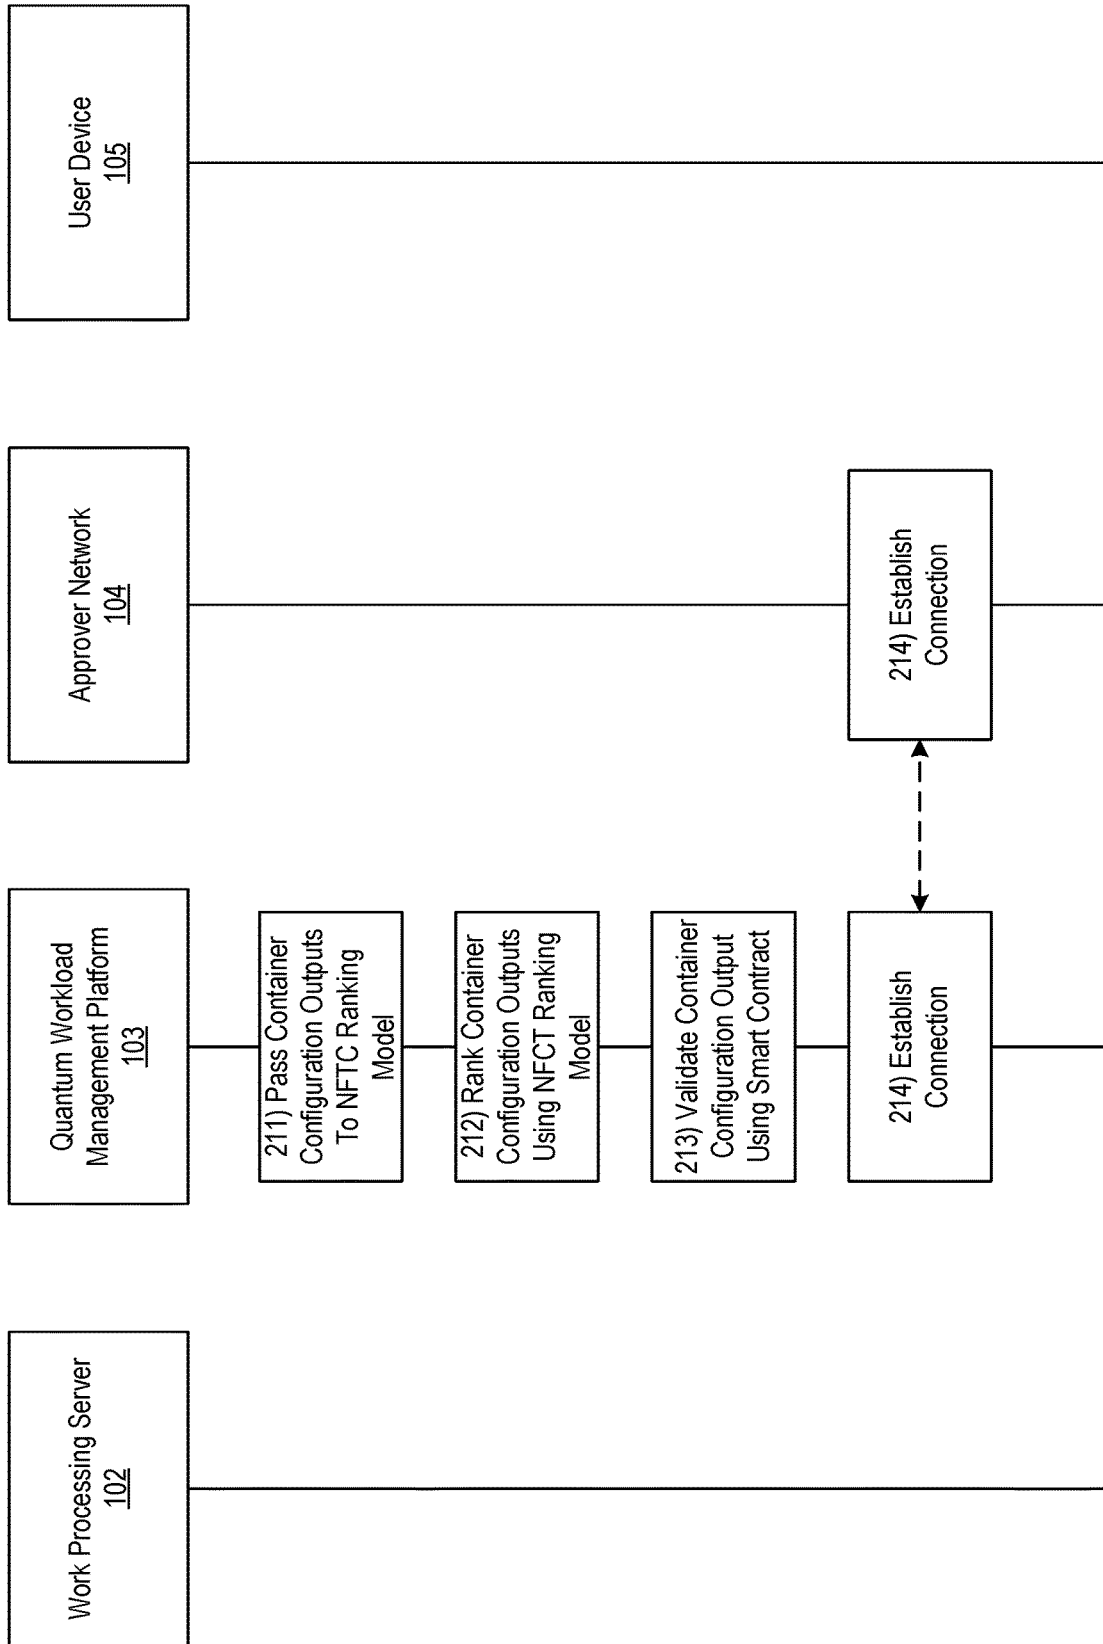 Work Processing Server
102
Quantum Workload
Management Platform
103
Approver Network
104
User Device
105
211) Pass Container
Configuration Outputs
To NFTC Ranking
Model
212) Rank Container
Configuration Outputs
Using NFCT Ranking
Model
213) Validate Container
Configuration Output
Using Smart Contract
214) Establish
Connection
214) Establish
Connection